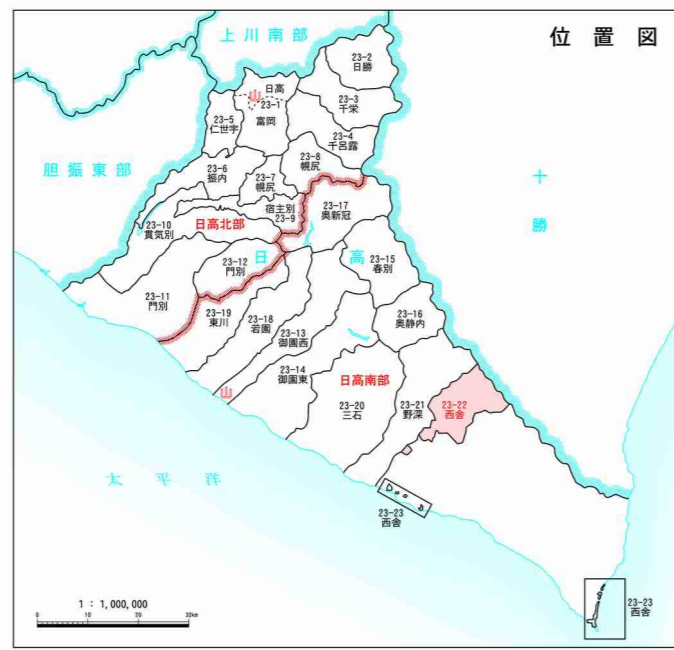 位置図
上川南部
23-2
日勝
日高
山
23-1
富岡
23-3
千栄
23-5
仁世宇
23-4
千呂露
胆振東部
23-6
振内
23-8
幌尻
23-7
幌尻
十勝
宿主別
23-9
23-17
奥新冠
23-10
貫気別
日高北部
日高
23-12
門別
23-15
春別
23-11
門別
23-19
東川
23-18
若園
23-13
御園西
23-16
奥静内
23-14
御園東
日高南部
山
23-20
三石
23-21
野深
23-22
西舎
太平洋
23-23
西舎
1 : 1,000,000
0 10 20 30km
23-23
西舎